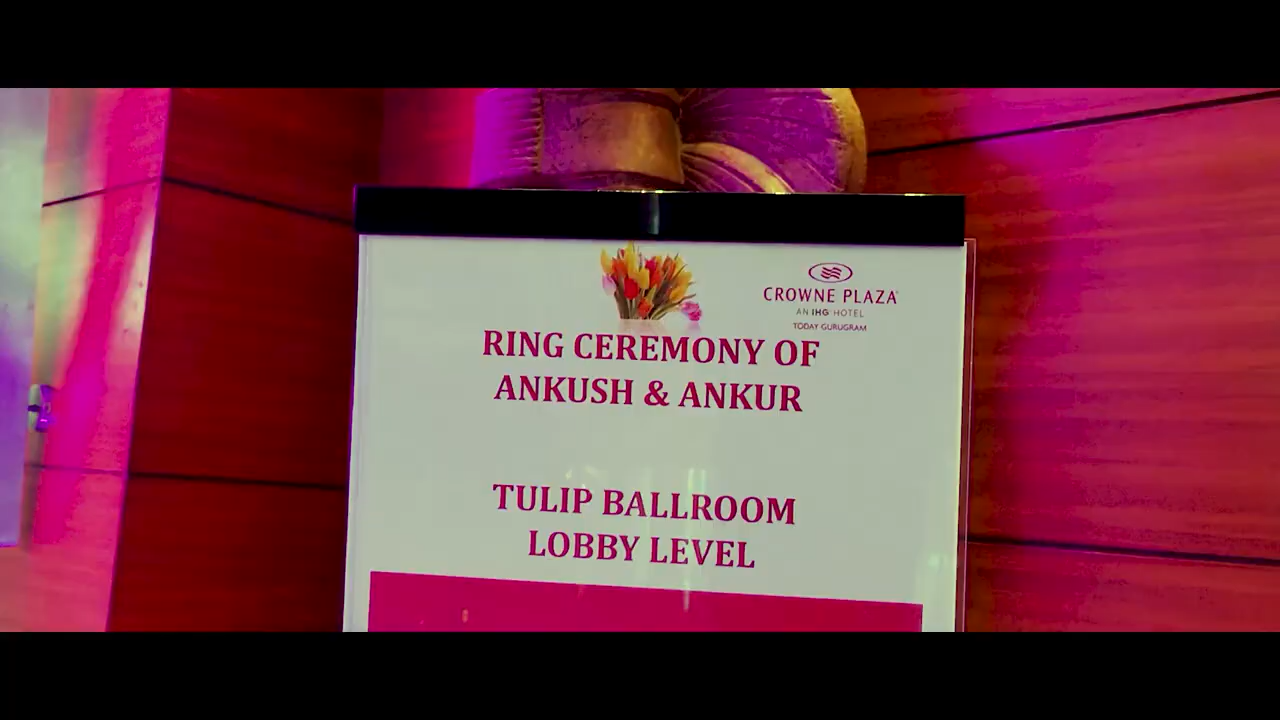 CROWNE PLAZA
AN IHG HOTEL
TODAY GURUGRAM
RING CEREMONY OF
ANKUSH & ANKUR
TULIP BALLROOM
LOBBY LEVEL